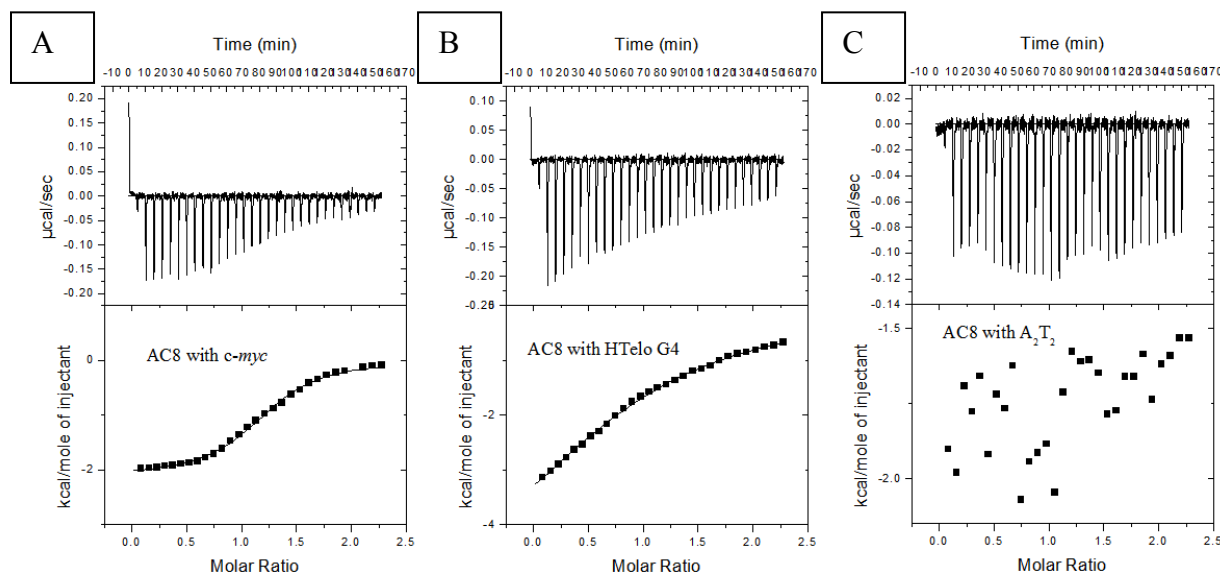 A
Time (min)
-10 0 10 20 30 40 50 60 70 80 90 100 110 120 130 140 150 160 170
0.20
0.15
0.10
0.05
0.00
-0.05
-0.10
-0.15
-0.20
µcal/sec
AC8 with c-myc
0
-2
-4
kcal/mole of injectant
0.0 0.5 1.0 1.5 2.0 2.5
Molar Ratio
B
Time (min)
-10 0 10 20 30 40 50 60 70 80 90 100 110 120 130 140 150 160 170
0.10
0.05
0.00
-0.05
-0.10
-0.15
-0.20
-0.25
µcal/sec
AC8 with HTelo G4
-2
-4
kcal/mole of injectant
0.0 0.5 1.0 1.5 2.0 2.5
Molar Ratio
C
Time (min)
-10 0 10 20 30 40 50 60 70 80 90 100 110 120 130 140 150 160 170
0.02
0.00
-0.02
-0.04
-0.06
-0.08
-0.10
-0.12
-0.14
µcal/sec
AC8 with A₂T₂
-1.5
-2.0
kcal/mole of injectant
0.0 0.5 1.0 1.5 2.0 2.5
Molar Ratio